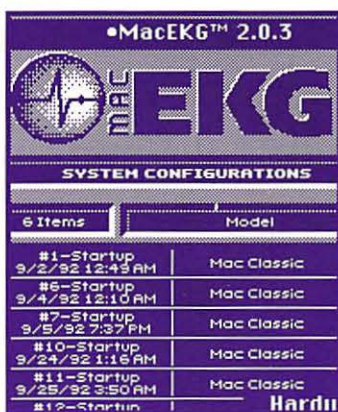 •MacEKG™ 2.0.3
MAC EKG
SYSTEM CONFIGURATIONS
6 Items Model
#1-Startup
9/2/92 12:49 AM Mac Classic
#6-Startup
9/4/92 12:10 AM Mac Classic
#7-Startup
9/5/92 7:37 PM Mac Classic
#10-Startup
9/24/92 1:16 AM Mac Classic
#11-Startup
9/25/92 3:50 AM Mac Classic
#12-Startup